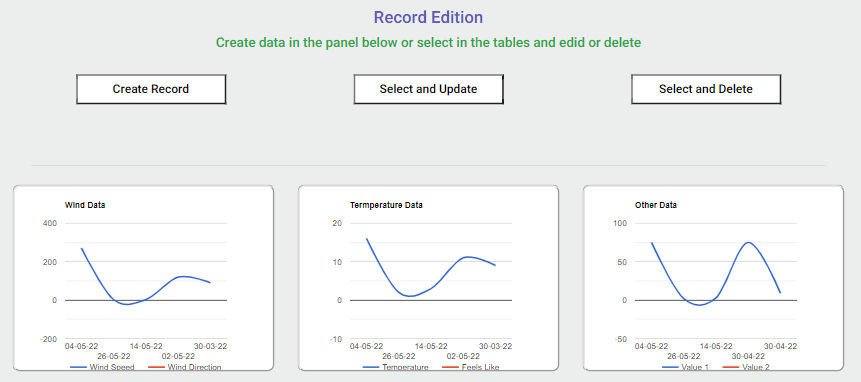 Record Edition
Create data in the panel below or select in the tables and edid or delete
Create Record
Select and Update
Select and Delete
Wind Data
400
200
0
-200
04-05-22
26-05-22
14-05-22
02-05-22
30-03-22
Wind Speed
Wind Direction
Termperature Data
20
10
0
-10
04-05-22
26-05-22
14-05-22
02-05-22
30-03-22
Temperature
Feels Like
Other Data
100
50
0
-50
04-05-22
26-05-22
14-05-22
30-04-22
30-04-22
Value 1
Value 2